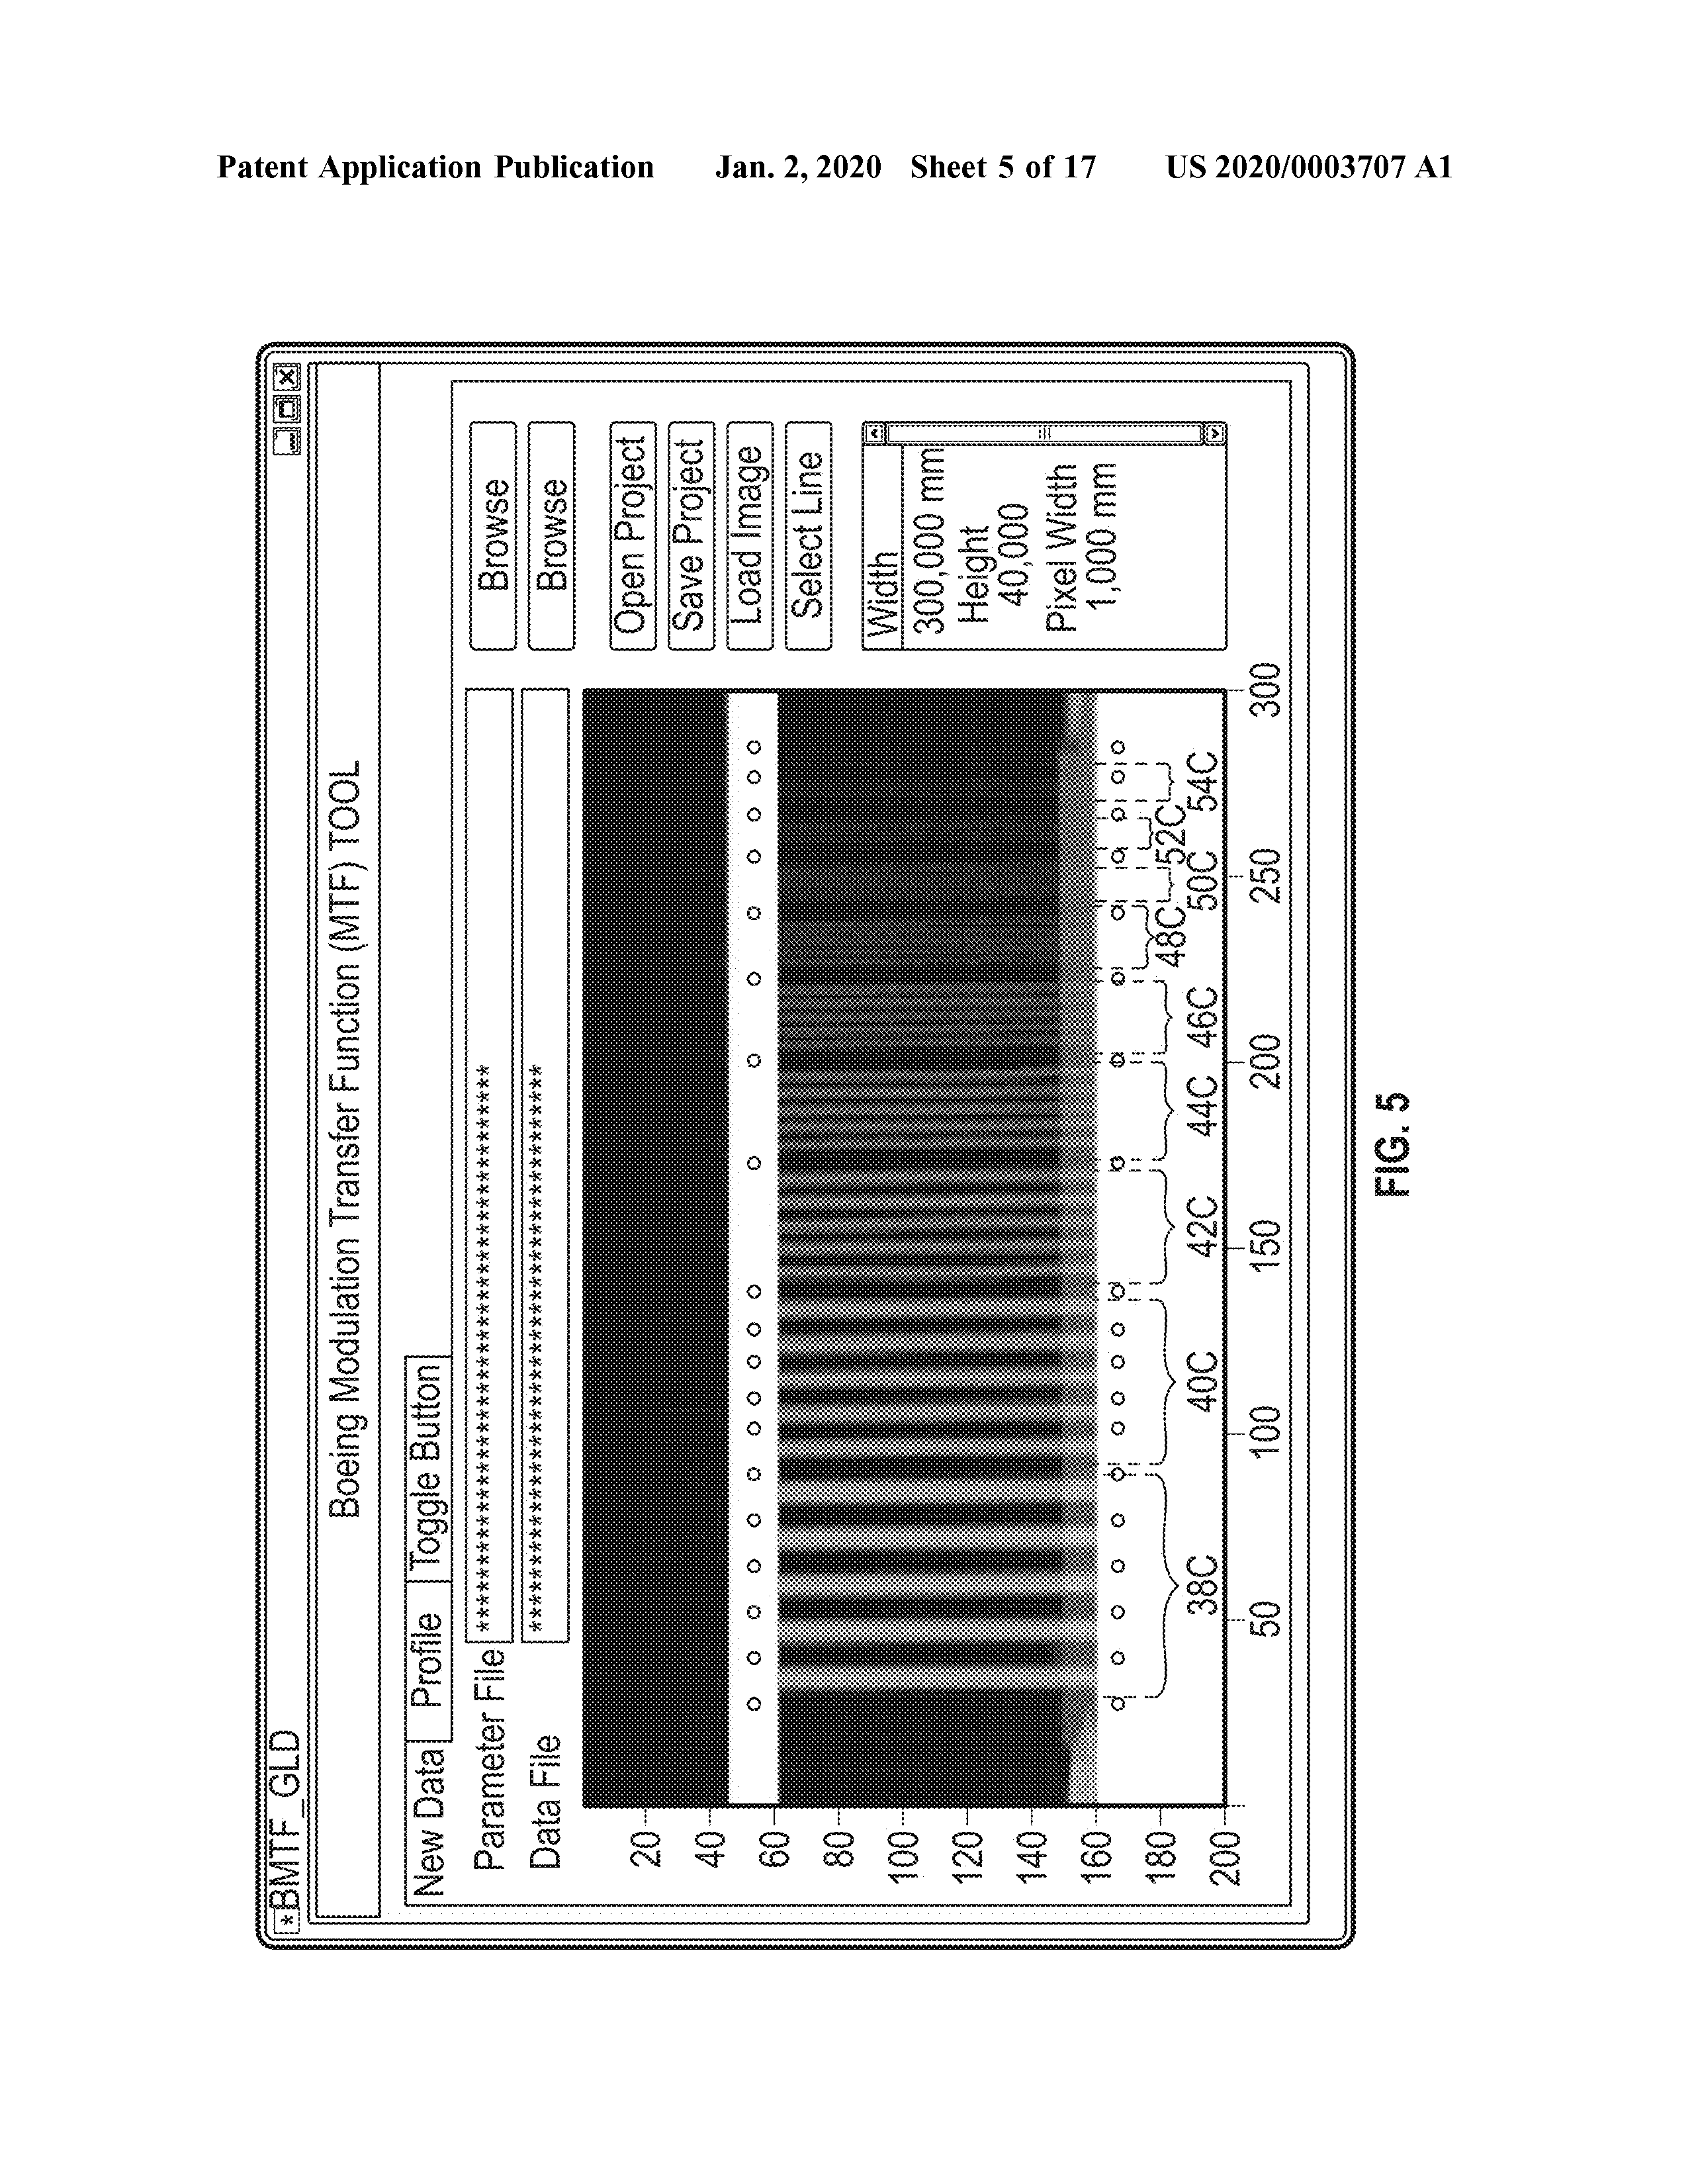 Patent Application Publication Jan. 2, 2020 Sheet 5 of 17 US 2020/0003707 A1
*BMTF_GLD
Boeing Modulation Transfer Function (MTF) TOOL
New Data Profile Toggle Button
Parameter File **************************************************** Browse
Data File **************************************************** Browse
Open Project
Save Project
Load Image
Select Line
Width
300,000 mm
Height
40,000
Pixel Width
1,000 mm
20
40
60
80
100
120
140
160
180
200
38C 40C 42C 44C 46C 48C 50C 52C 54C
50 100 150 200 250 300
FIG. 5